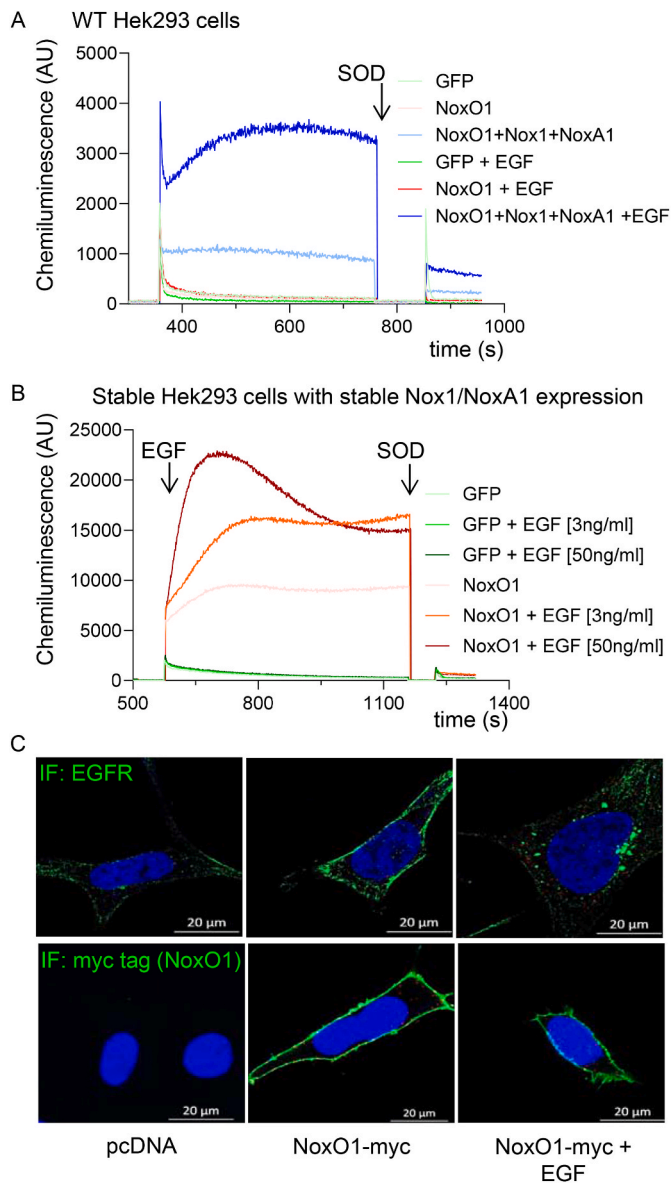 A WT Hek293 cells
Chemiluminescence (AU)
5000
4000
3000
2000
1000
0
400
600
800
1000
time (s)
SOD
GFP
NoxO1
NoxO1+Nox1+NoxA1
GFP + EGF
NoxO1 + EGF
NoxO1+Nox1+NoxA1 +EGF
B Stable Hek293 cells with stable Nox1/NoxA1 expression
Chemiluminescence (AU)
25000
20000
15000
10000
5000
0
500
800
1100
1400
time (s)
EGF
SOD
GFP
GFP + EGF [3ng/ml]
GFP + EGF [50ng/ml]
NoxO1
NoxO1 + EGF [3ng/ml]
NoxO1 + EGF [50ng/ml]
C
IF: EGFR
20 µm
20 µm
20 µm
IF: myc tag (NoxO1)
20 µm
20 µm
20 µm
pcDNA
NoxO1-myc
NoxO1-myc +
EGF